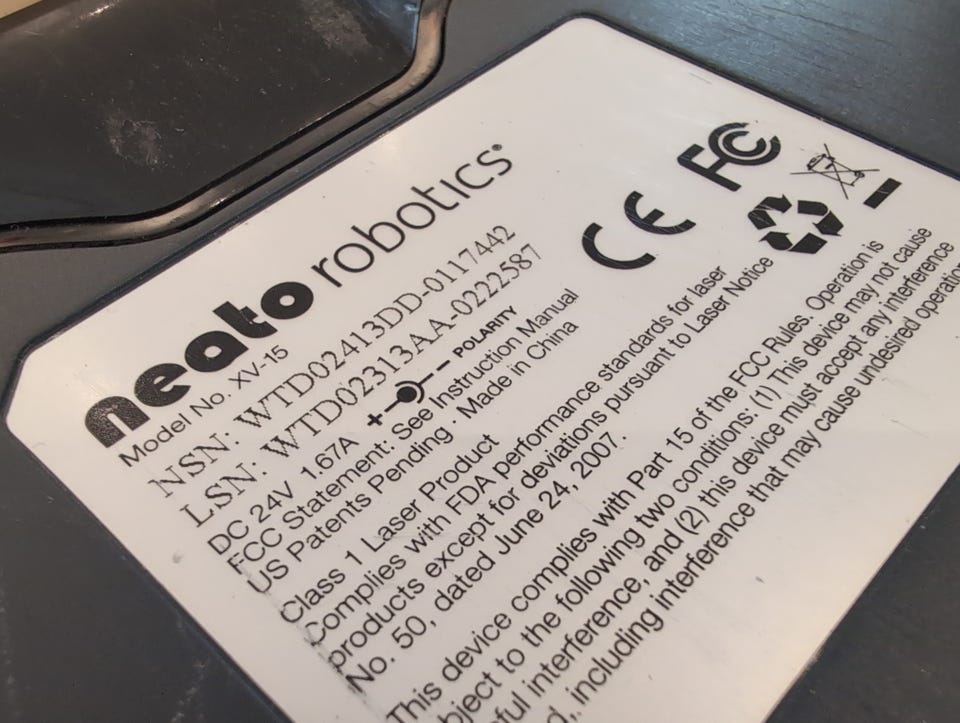 neato robotics
Model No. XV-15
NSN: WTD02413DD-0117442
LSN: WTD02313AA-0222587
DC 24V 1.67A + - POLARITY
FCC Statement: See Instruction Manual
US Patents Pending · Made in China
Class 1 Laser Product
Complies with FDA performance standards for laser
products except for deviations pursuant to Laser Notice
No. 50, dated June 24, 2007.
This device complies with Part 15 of the FCC Rules. Operation is
bject to the following two conditions: (1) This device may not cause
ful interference, and (2) this device must accept any interference
d, including interference that may cause undesired operation
CE
FC